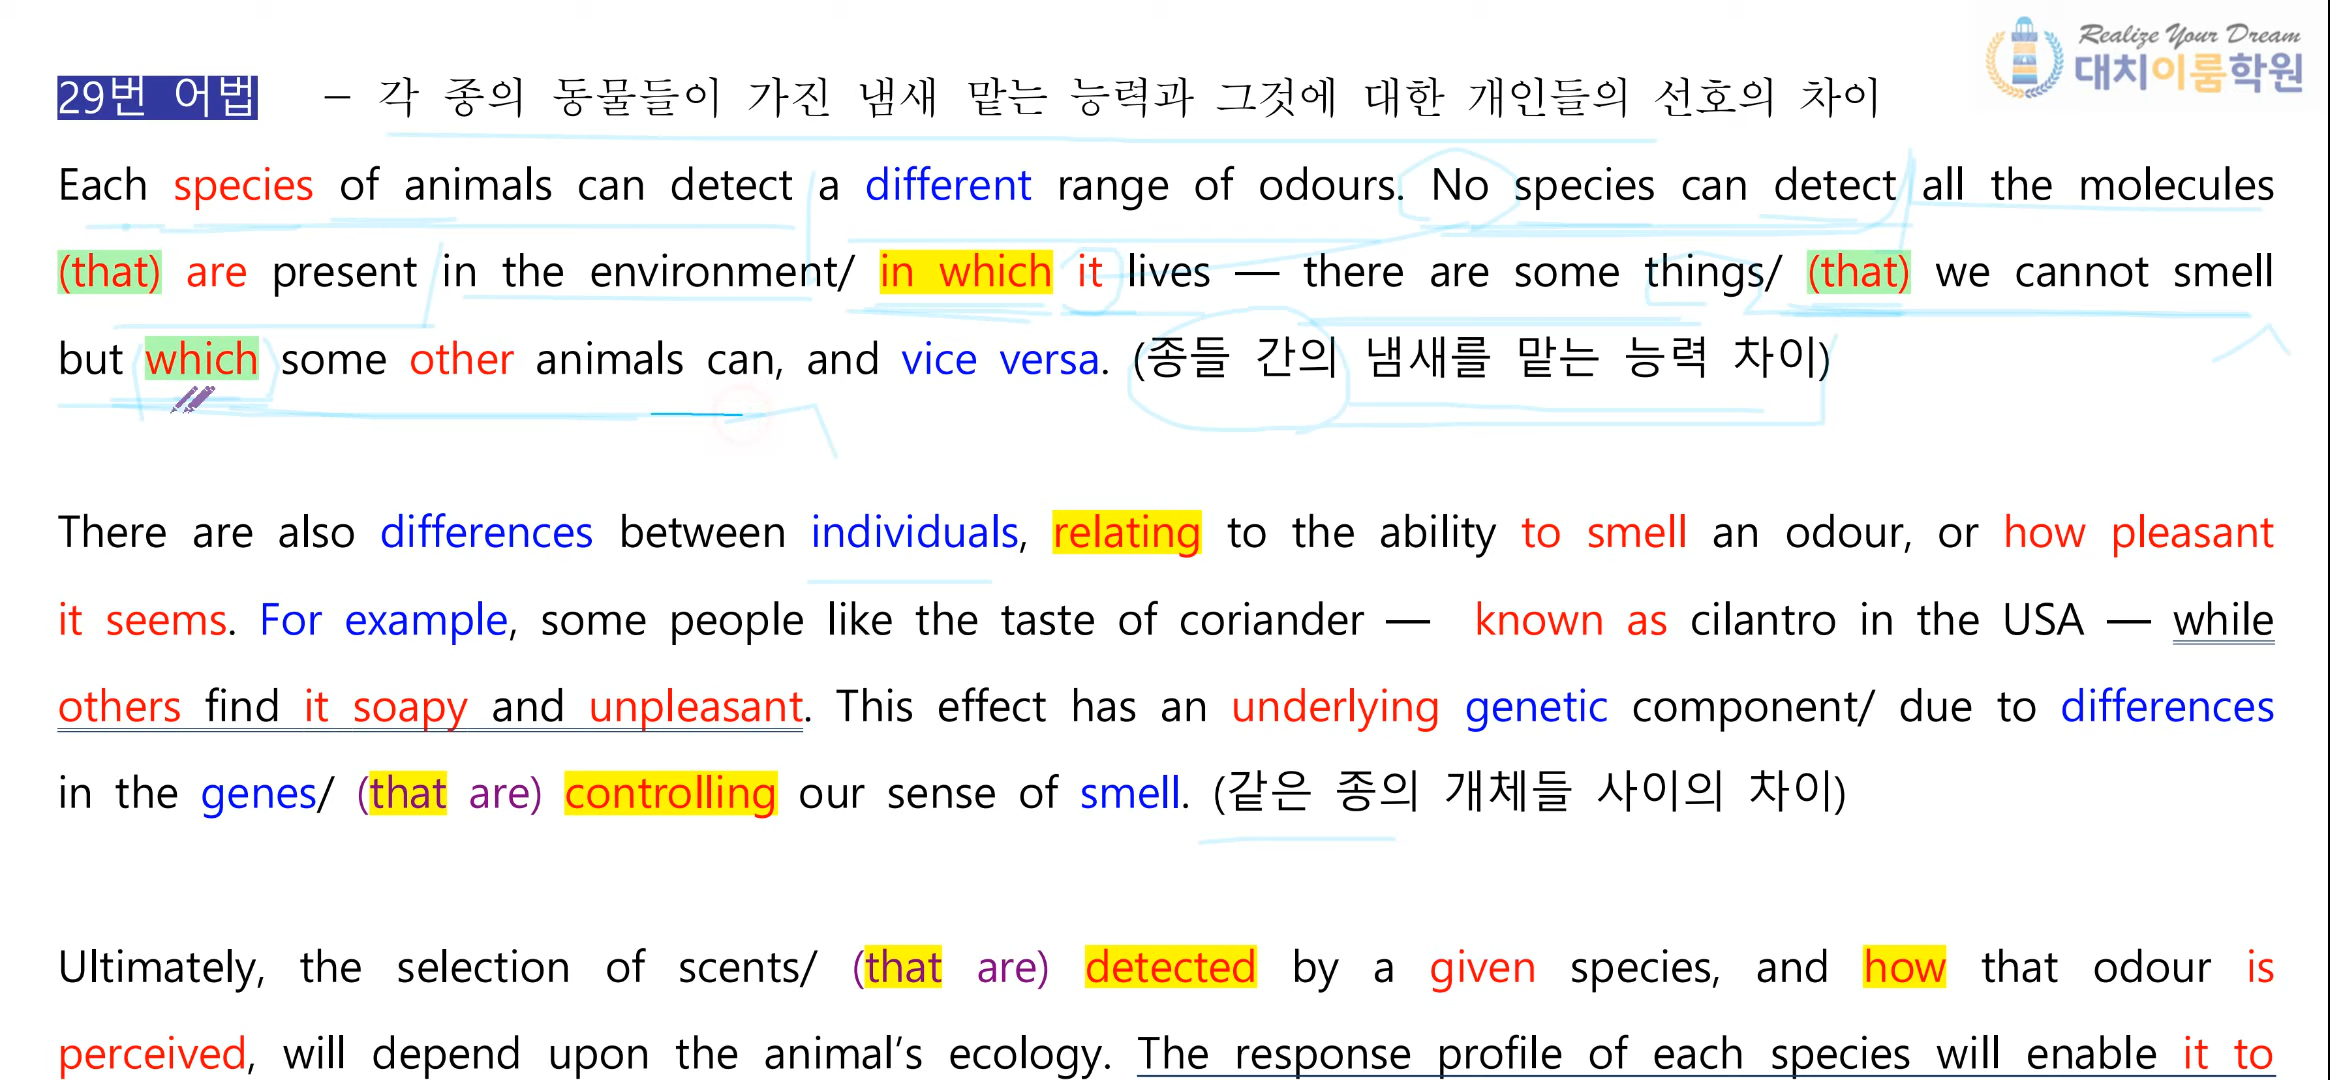 Realize Your Dream
대치이룸학원
29번 어법 – 각 종의 동물들이 가진 냄새 맡는 능력과 그것에 대한 개인들의 선호의 차이
Each species of animals can detect a different range of odours. No species can detect all the molecules
(that) are present in the environment/ in which it lives — there are some things/ (that) we cannot smell
but which some other animals can, and vice versa. (종들 간의 냄새를 맡는 능력 차이)
There are also differences between individuals, relating to the ability to smell an odour, or how pleasant
it seems. For example, some people like the taste of coriander — known as cilantro in the USA — while
others find it soapy and unpleasant. This effect has an underlying genetic component/ due to differences
in the genes/ (that are) controlling our sense of smell. (같은 종의 개체들 사이의 차이)
Ultimately, the selection of scents/ (that are) detected by a given species, and how that odour is
perceived, will depend upon the animal’s ecology. The response profile of each species will enable it to